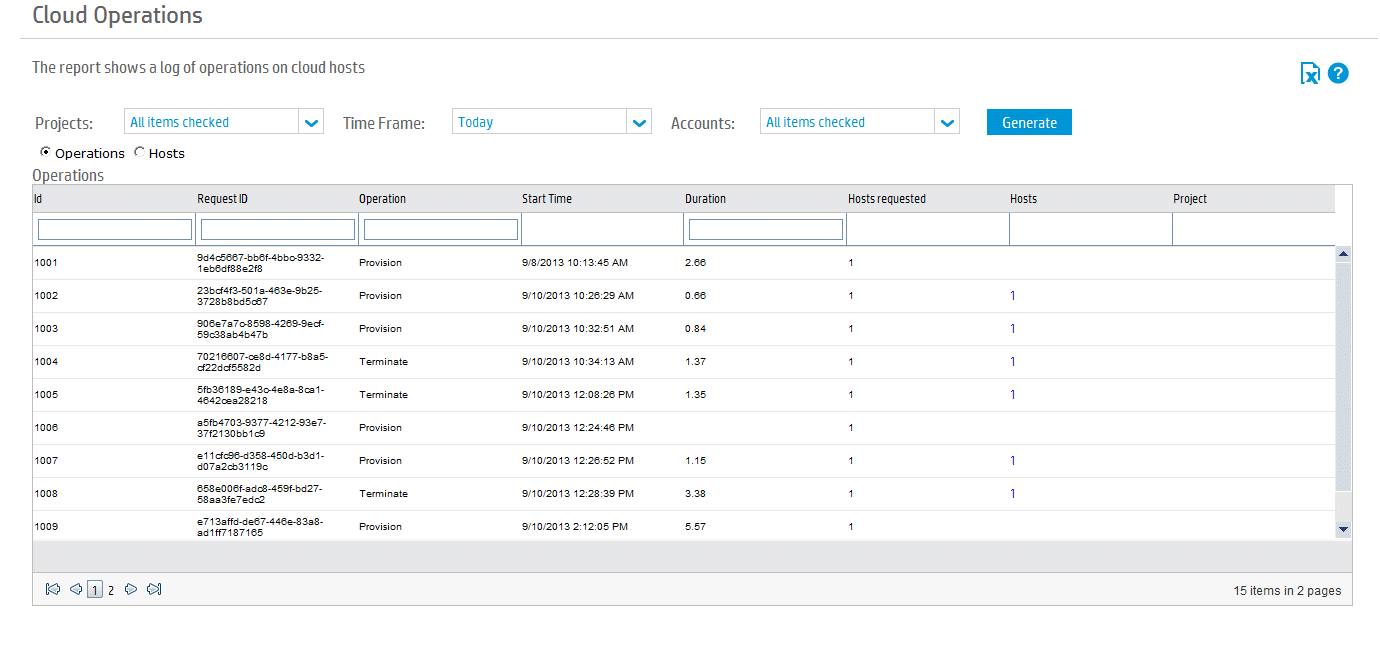 Cloud Operations
The report shows a log of operations on cloud hosts
Projects: All items checked Time Frame: Today Accounts: All items checked Generate
Operations Hosts
Operations
Id Request ID Operation Start Time Duration Hosts requested Hosts Project
1001 9d4c5667-bb6f-4bbc-9332-1eb6df88e2f8 Provision 9/8/2013 10:13:45 AM 2.66 1
1002 23bcf4f3-501a-463e-9b25-3728b8bd5c67 Provision 9/10/2013 10:26:29 AM 0.66 1 1
1003 906e7a7c-8598-4269-9ecf-59c38ab4b47b Provision 9/10/2013 10:32:51 AM 0.84 1 1
1004 70216607-ce8d-4177-b8a5-cf22dcf5582d Terminate 9/10/2013 10:34:13 AM 1.37 1 1
1005 5fb36189-e43c-4e8a-8ca1-4642cea28218 Terminate 9/10/2013 12:08:26 PM 1.35 1 1
1006 a5fb4703-9377-4212-93e7-37f2130bb1c9 Provision 9/10/2013 12:24:46 PM 1
1007 e11cfc96-d358-450d-b3d1-d07a2cb3119c Provision 9/10/2013 12:26:52 PM 1.15 1 1
1008 658e006f-adc8-459f-bd27-58aa3fe7edc2 Terminate 9/10/2013 12:28:39 PM 3.38 1 1
1009 e713affd-de67-446e-83a8-ad1ff7187165 Provision 9/10/2013 2:12:05 PM 5.57 1
1 2 15 items in 2 pages